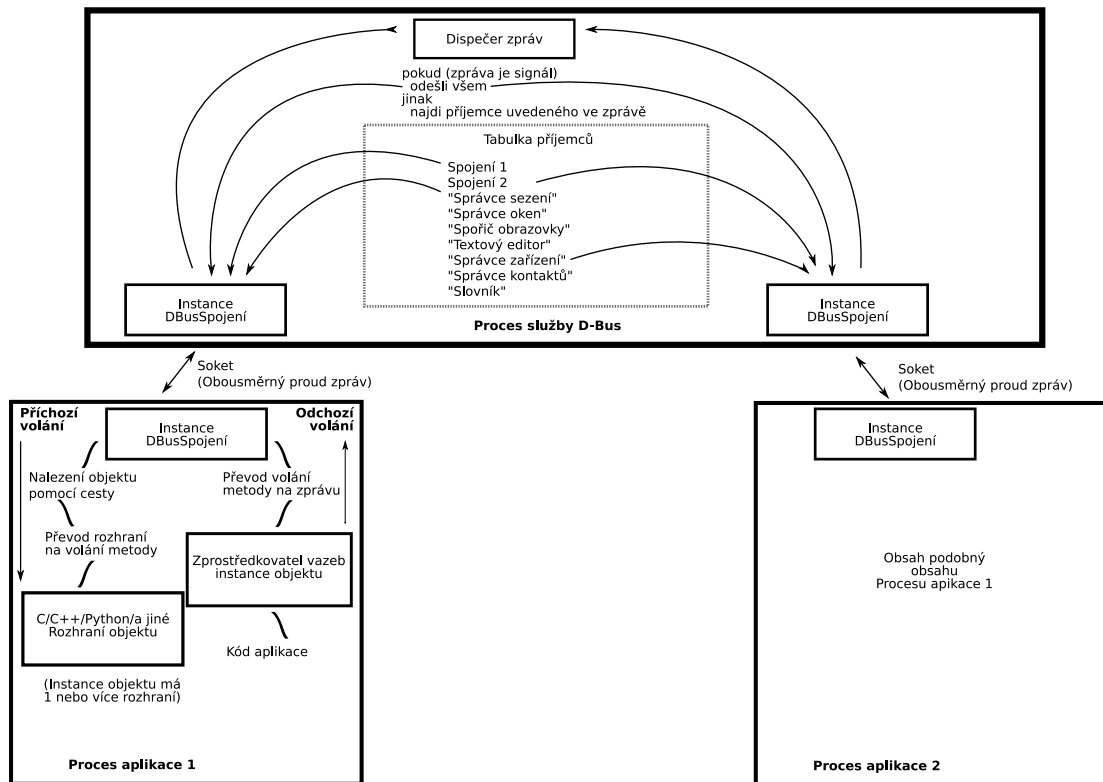 Dispečer zpráv
pokud (zpráva je signál)
odešli všem
jinak
najdi příjemce uvedeného ve zprávě
Tabulka příjemců
Spojení 1
Spojení 2
"Správce sezení"
"Správce oken"
"Spořič obrazovky"
"Textový editor"
"Správce zařízení"
"Správce kontaktů"
"Slovník"
Instance
DBusSpojení
Instance
DBusSpojení
Proces služby D-Bus
Soket
(Obousměrný proud zpráv)
Soket
(Obousměrný proud zpráv)
Příchozí
volání
Instance
DBusSpojení
Odchozí
volání
Nalezení objektu
pomocí cesty
Převod volání
metody na zprávu
Převod rozhraní
na volání metody
Zprostředkovatel vazeb
instance objektu
C/C++/Python/a jiné
Rozhraní objektu
Kód aplikace
(Instance objektu má
1 nebo více rozhraní)
Proces aplikace 1
Instance
DBusSpojení
Obsah podobný
obsahu
Procesu apikace 1
Proces aplikace 2